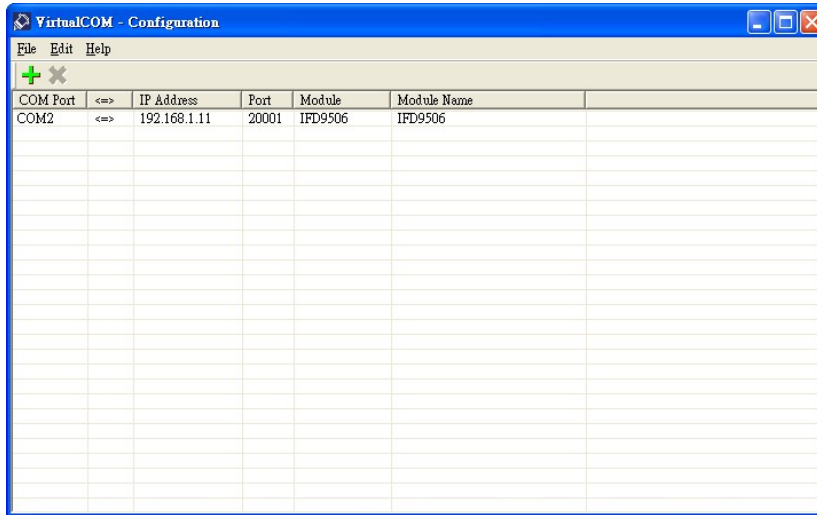 VirtualCOM - Configuration
File Edit Help
COM Port <=> IP Address Port Module Module Name
COM2 <=> 192.168.1.11 20001 IFD9506 IFD9506